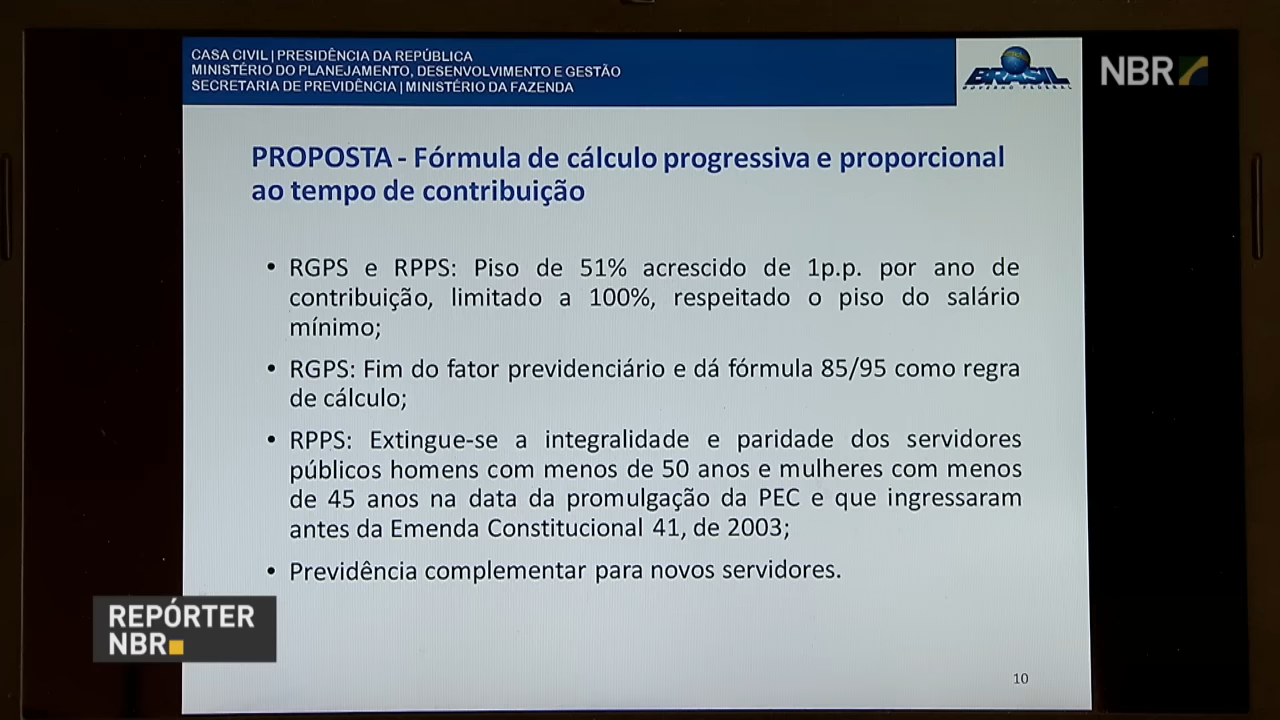 CASA CIVIL | PRESIDÊNCIA DA REPÚBLICA
MINISTÉRIO DO PLANEJAMENTO, DESENVOLVIMENTO E GESTÃO
SECRETARIA DE PREVIDÊNCIA | MINISTÉRIO DA FAZENDA
BRASIL
GOVERNO FEDERAL
NBR
PROPOSTA - Fórmula de cálculo progressiva e proporcional
ao tempo de contribuição
• RGPS e RPPS: Piso de 51% acrescido de 1p.p. por ano de
contribuição, limitado a 100%, respeitado o piso do salário
mínimo;
• RGPS: Fim do fator previdenciário e dá fórmula 85/95 como regra
de cálculo;
• RPPS: Extingue-se a integralidade e paridade dos servidores
públicos homens com menos de 50 anos e mulheres com menos
de 45 anos na data da promulgação da PEC e que ingressaram
antes da Emenda Constitucional 41, de 2003;
• Previdência complementar para novos servidores.
REPÓRTER
NBR
10